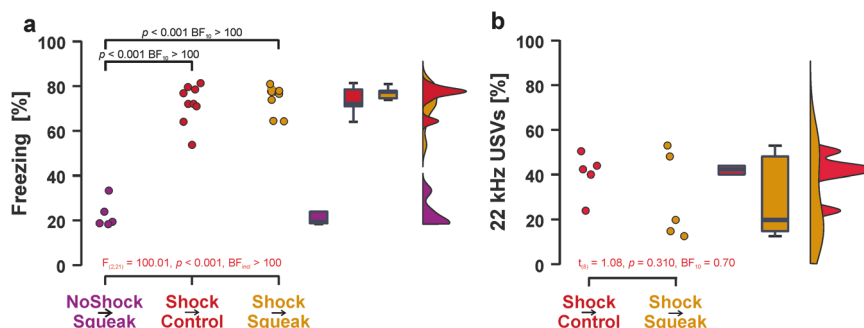 a
p < 0.001 BF10 > 100
p < 0.001 BF10 > 100
Freezing [%]
100
80
60
40
20
0
F(2,21) = 100.01, p < 0.001, BFincl > 100
NoShock → Squeak
Shock → Control
Shock → Squeak
b
22 kHz USVs [%]
100
80
60
40
20
0
t(8) = 1.08, p = 0.310, BF10 = 0.70
Shock → Control
Shock → Squeak